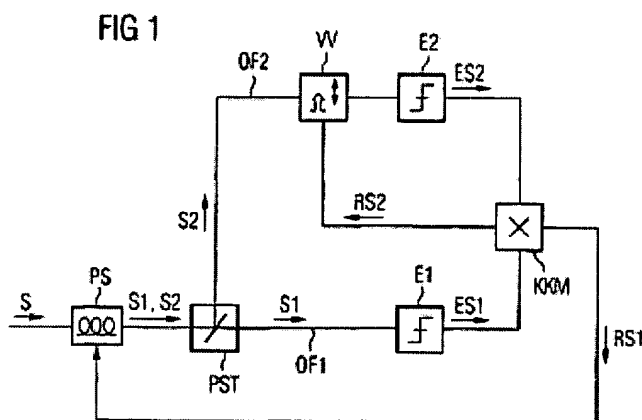 FIG 1
VV
E2
OF2
ES2
S2
RS2
KKM
S
PS
S1, S2
S1
E1
ES1
PST
OF1
RS1